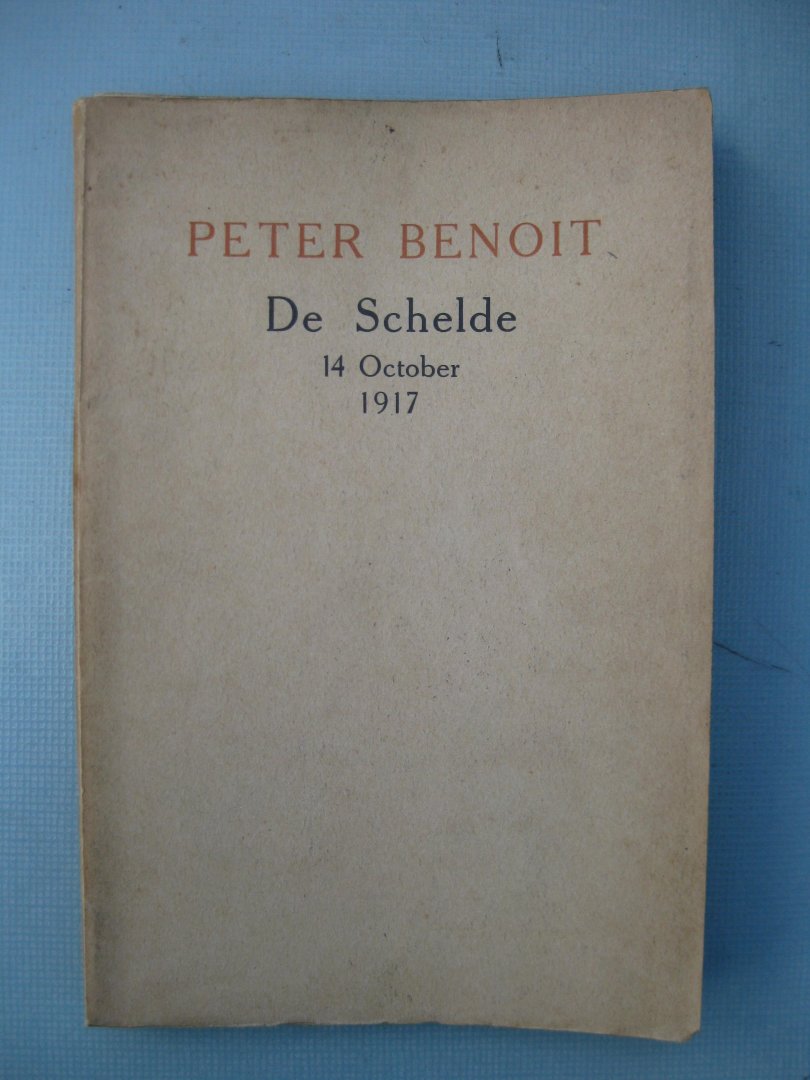 PETER BENOIT
De Schelde
14 October
1917